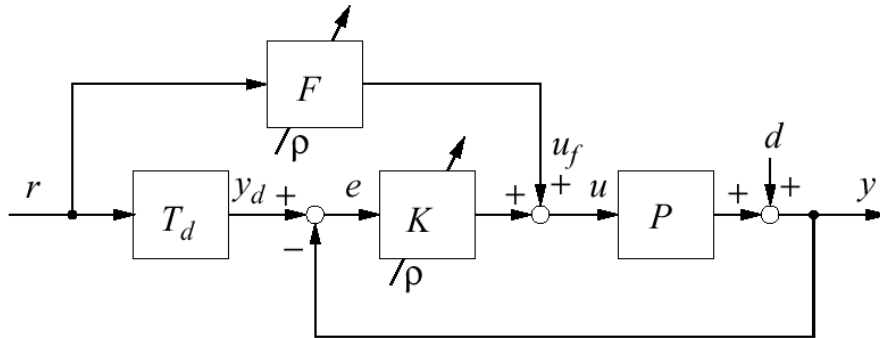 F
ρ
d
u_f
r
y_d
+
e
+
+
u
+
+
y
T_d
−
K
P
ρ